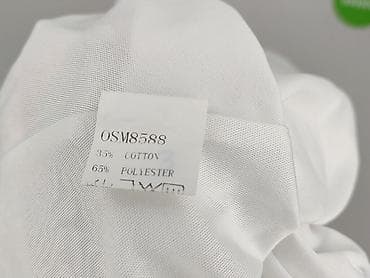 OSM8588
35% COTTON
65% POLYESTER